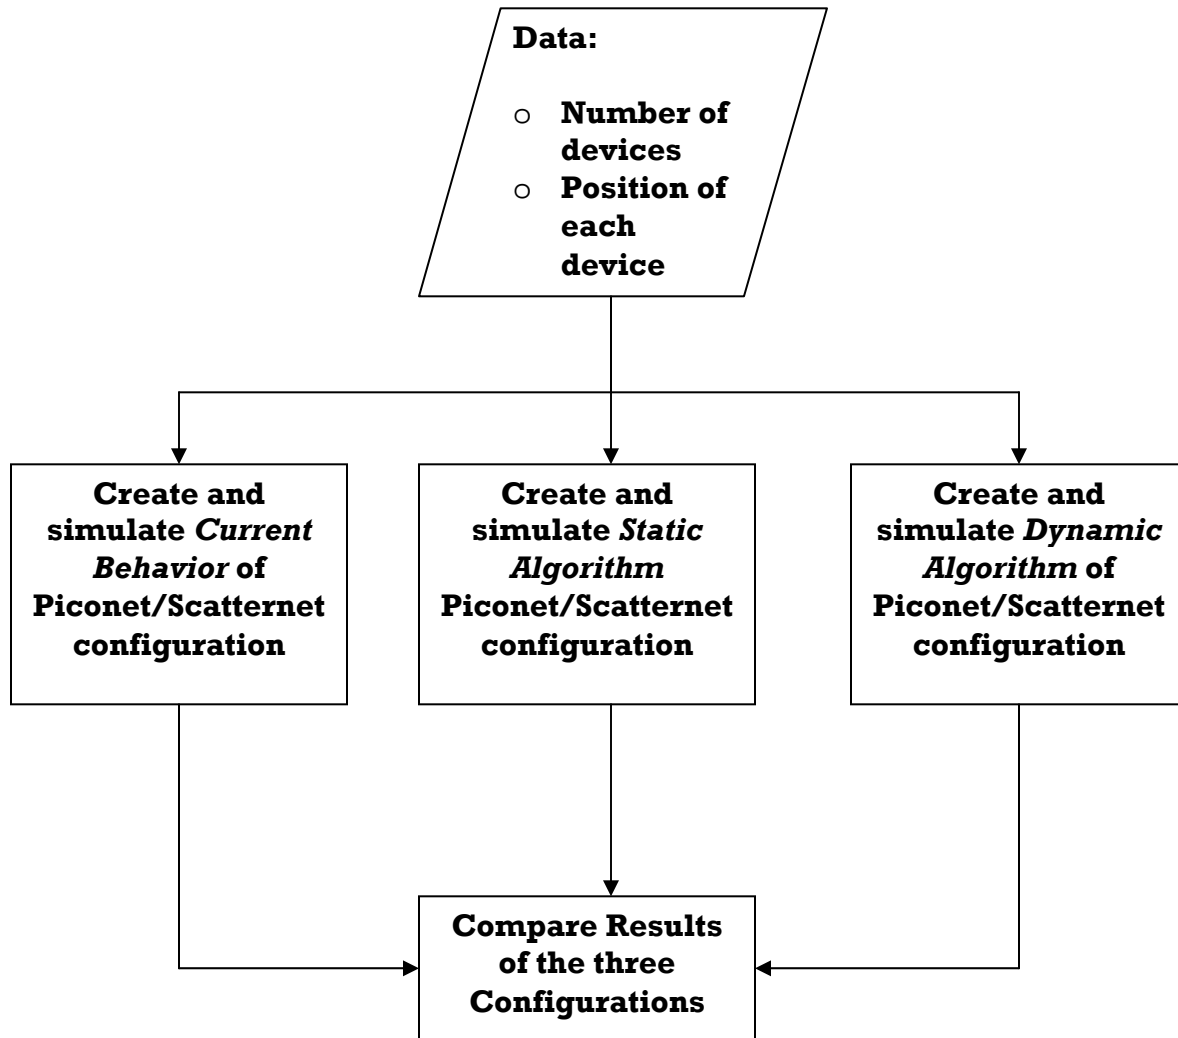 Data:
o Number of
devices
o Position of
each
device
Create and
simulate Current
Behavior of
Piconet/Scatternet
configuration
Create and
simulate Static
Algorithm
Piconet/Scatternet
configuration
Create and
simulate Dynamic
Algorithm of
Piconet/Scatternet
configuration
Compare Results
of the three
Configurations